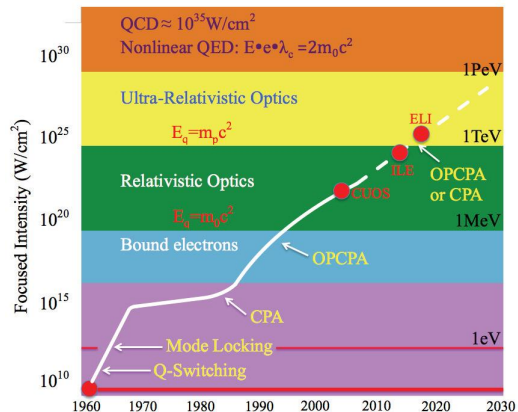 QCD ≈ 10³⁵W/cm²
Nonlinear QED: E•e•λc =2m₀c²
1PeV
Ultra-Relativistic Optics
ELI
Eq=mpc²
1TeV
ILE
OPCPA
or CPA
Relativistic Optics
CUOS
Eq=m₀c²
1MeV
Bound electrons
OPCPA
CPA
1eV
Mode Locking
Q-Switching
Focused Intensity (W/cm²)
10³⁰
10²⁵
10²⁰
10¹⁵
10¹⁰
1960 1970 1980 1990 2000 2010 2020 2030